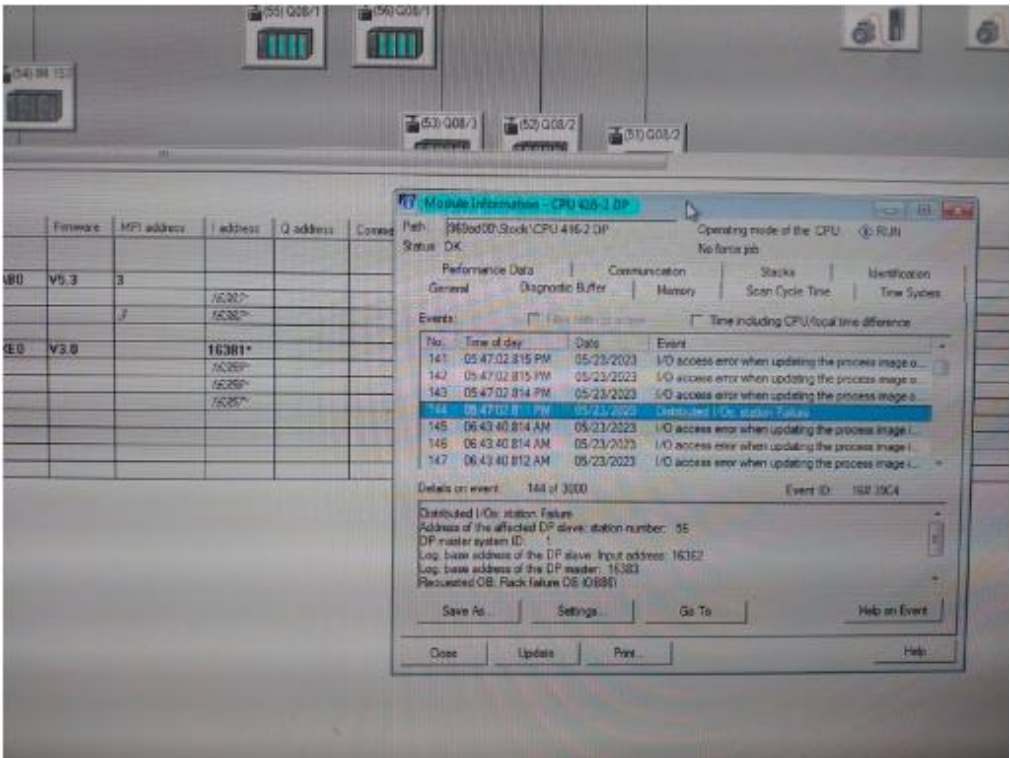 (55) Q08/1
(56) Q08/1
(53) Q08/
(52) Q08/2
(51) Q08/2
Firmware
MPI address
I address
Q address
Comme
V5.3
3
V3.0
16381*
Module Information - CPU 416-2 DP
Path:
CPU 416-2 DP
Operating mode of the CPU:
RUN
Status: OK
No force job
Performance Data
Communication
Stacks
Identification
General
Diagnostic Buffer
Memory
Scan Cycle Time
Time System
Events:
Time including CPU/local time difference
No.
Time of day
Date
Event
141 05:47:02.815 PM 05/23/2023 I/O access error when updating the process image o...
142 05:47:02.815 PM 05/23/2023 I/O access error when updating the process image o...
143 05:47:02.814 PM 05/23/2023 I/O access error when updating the process image o...
144 PM 05/23/2023 Distributed I/Os: station Failure
145 06:43:40.814 AM 05/23/2023 I/O access error when updating the process image i...
146 06:43:40.814 AM 05/23/2023 I/O access error when updating the process image i...
147 06:43:40.812 AM 05/23/2023 I/O access error when updating the process image i...
Details on event: 144 of 3000
Event ID: 16# 39C4
Distributed I/Os: station Failure
Address of the affected DP slave: station number:
DP master system ID: 1
Log. base address of the DP slave: Input address: 16362
Log. base address of the DP master: 16383
Requested OB: Rack failure OB (OB86)
Save As...
Settings...
Go To
Help on Event
Close
Update
Print...
Help